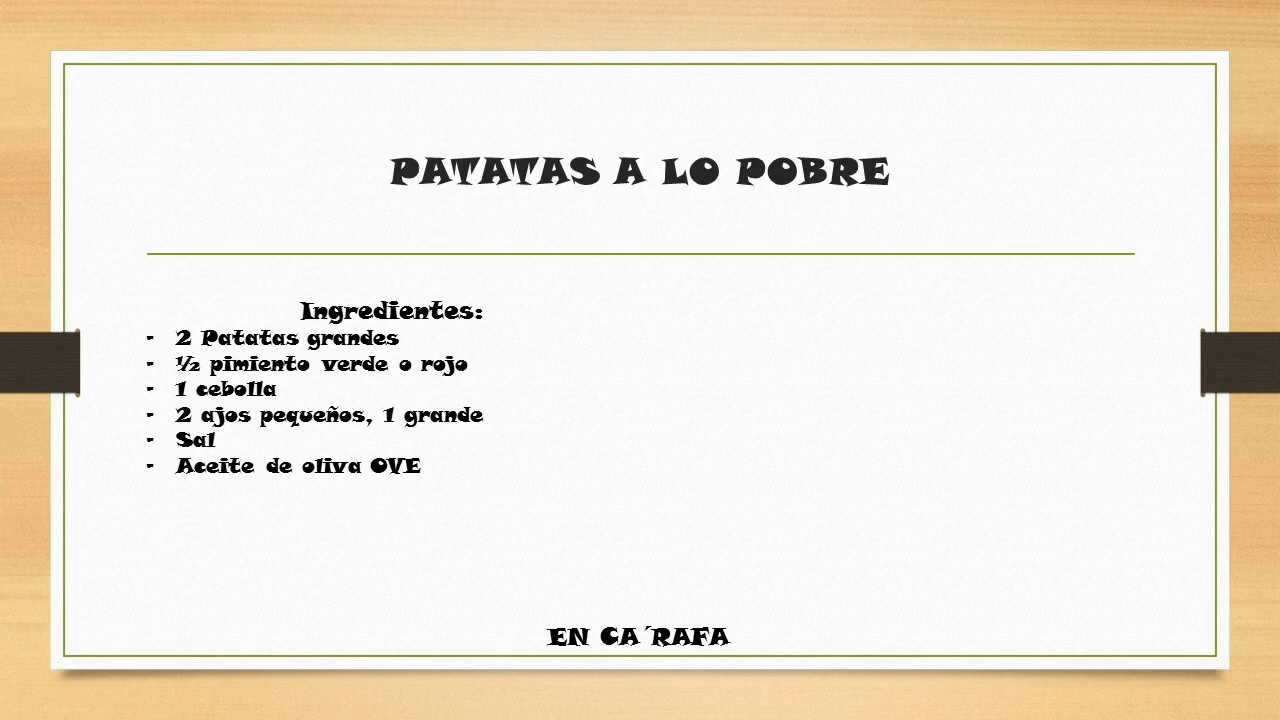 PATATAS A LO POBRE
Ingredientes:
- 2 Patatas grandes
- ½ pimiento verde o rojo
- 1 cebolla
- 2 ajos pequeños, 1 grande
- Sal
- Aceite de oliva OVE
EN CA´RAFA